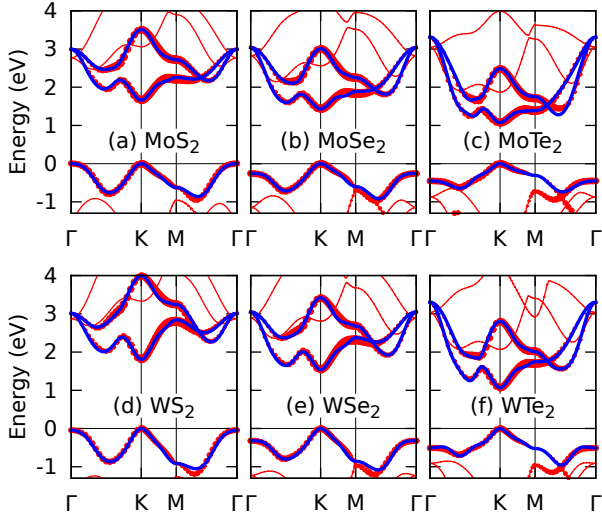 4
3
2
1
0
-1
Energy (eV)
(a) MoS2
(b) MoSe2
(c) MoTe2
Γ K M Γ Γ K M Γ Γ K M Γ
4
3
2
1
0
-1
Energy (eV)
(d) WS2
(e) WSe2
(f) WTe2
Γ K M Γ Γ K M Γ Γ K M Γ